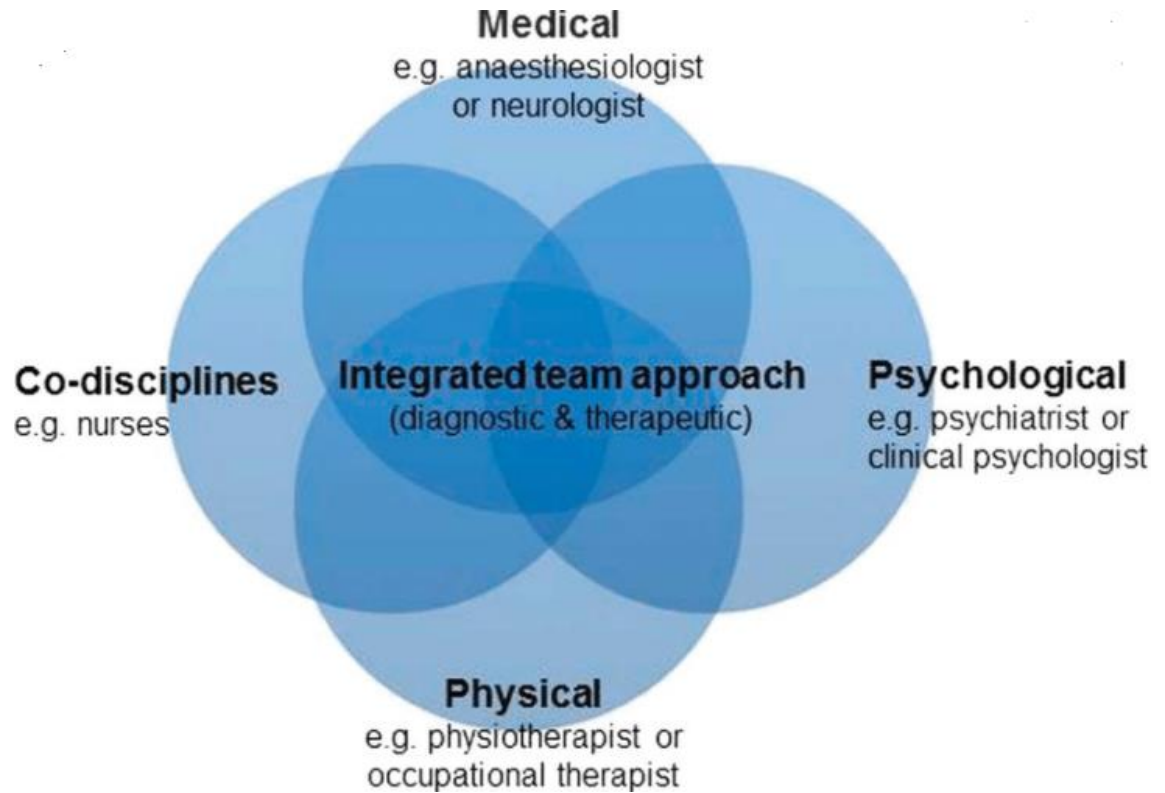 Medical
e.g. anaesthesiologist
or neurologist
Co-disciplines
e.g. nurses
Integrated team approach
(diagnostic & therapeutic)
Psychological
e.g. psychiatrist or
clinical psychologist
Physical
e.g. physiotherapist or
occupational therapist